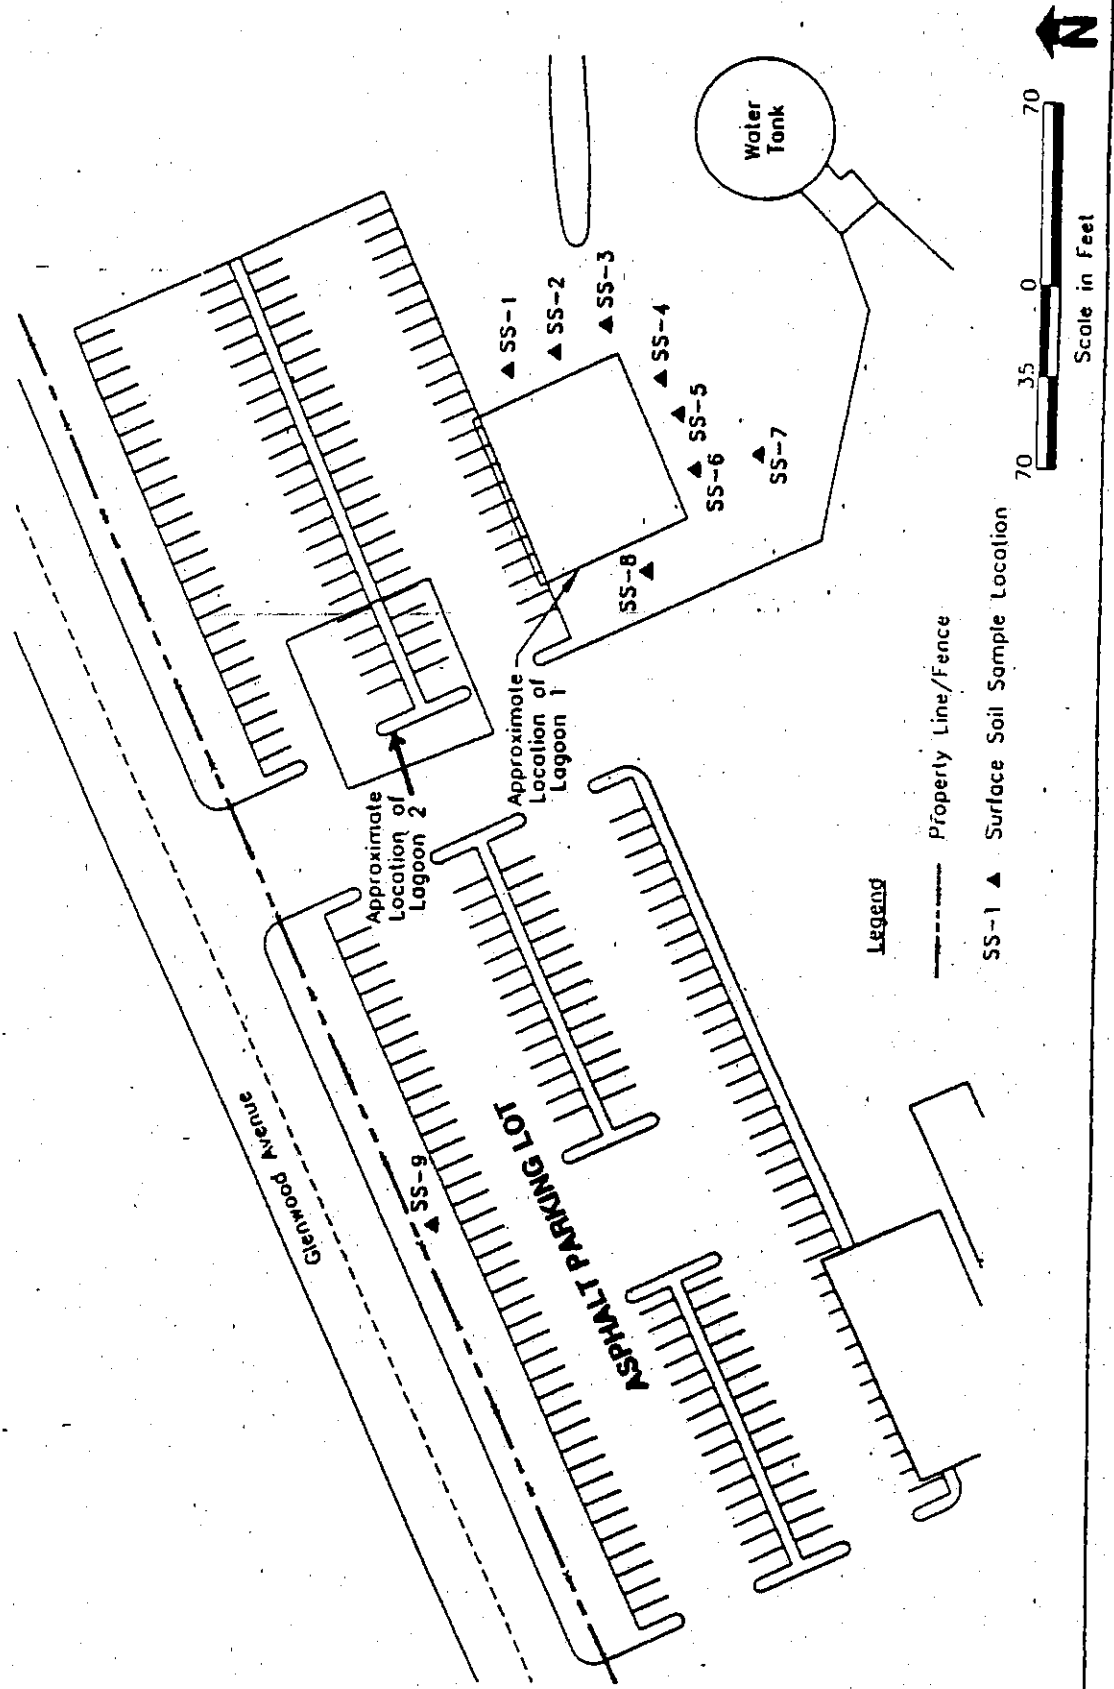 Glenwood Avenue
SS-9
ASPHALT PARKING LOT
Approximate
Location of
Lagoon 2
Approximate
Location of
Lagoon 1
SS-1
SS-2
SS-3
SS-4
SS-5
SS-6
SS-7
SS-8
Water
Tank
Legend
Property Line/Fence
SS-1 ▲ Surface Soil Sample Location
70 35 0 70
Scale in Feet
N